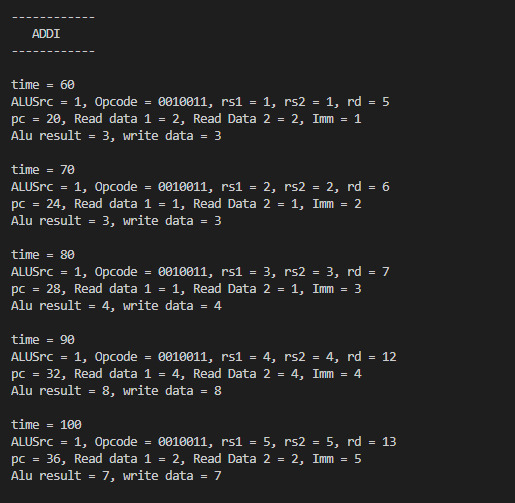 ------------
ADDI
------------
time = 60
ALUSrc = 1, Opcode = 0010011, rs1 = 1, rs2 = 1, rd = 5
pc = 20, Read data 1 = 2, Read Data 2 = 2, Imm = 1
Alu result = 3, write data = 3
time = 70
ALUSrc = 1, Opcode = 0010011, rs1 = 2, rs2 = 2, rd = 6
pc = 24, Read data 1 = 1, Read Data 2 = 1, Imm = 2
Alu result = 3, write data = 3
time = 80
ALUSrc = 1, Opcode = 0010011, rs1 = 3, rs2 = 3, rd = 7
pc = 28, Read data 1 = 1, Read Data 2 = 1, Imm = 3
Alu result = 4, write data = 4
time = 90
ALUSrc = 1, Opcode = 0010011, rs1 = 4, rs2 = 4, rd = 12
pc = 32, Read data 1 = 4, Read Data 2 = 4, Imm = 4
Alu result = 8, write data = 8
time = 100
ALUSrc = 1, Opcode = 0010011, rs1 = 5, rs2 = 5, rd = 13
pc = 36, Read data 1 = 2, Read Data 2 = 2, Imm = 5
Alu result = 7, write data = 7